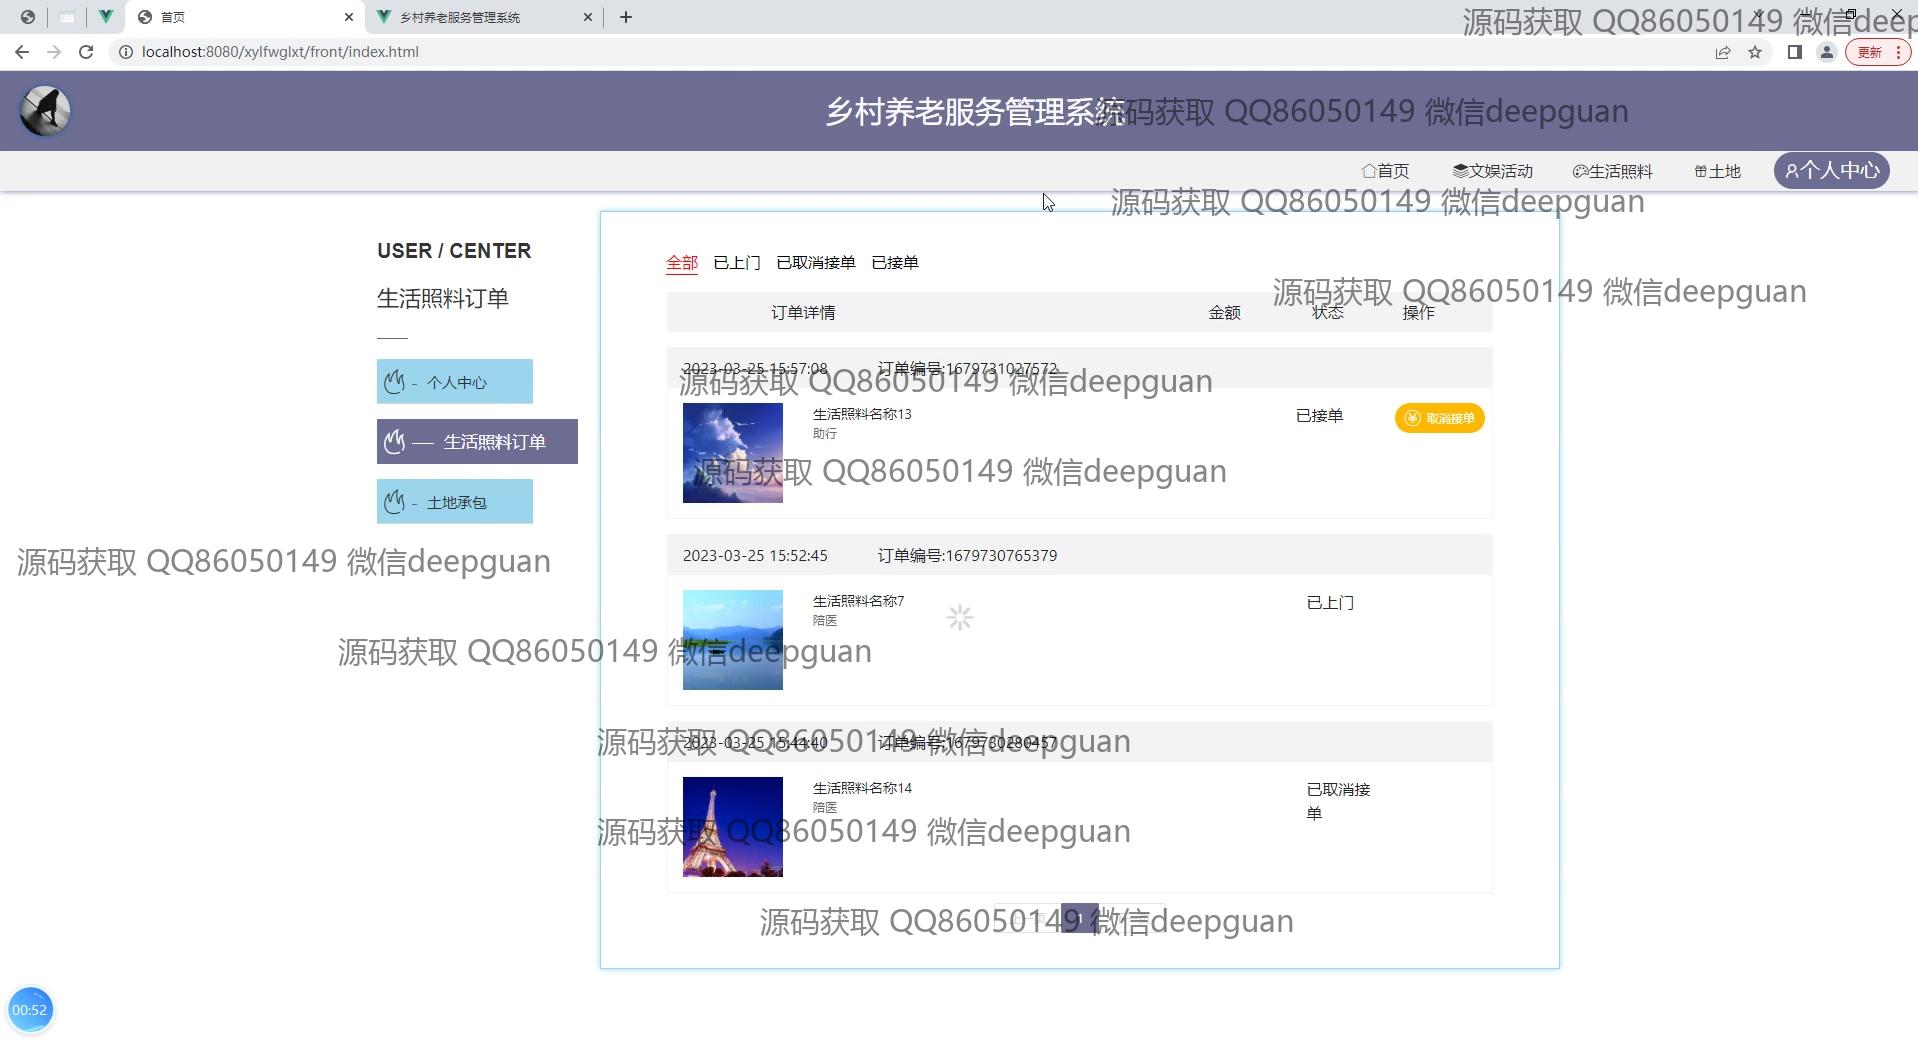 首页
乡村养老服务管理系统
源码获取 QQ86050149 微信deep
localhost:8080/xylfwglxt/front/index.html
更新
乡村养老服务管理系统
源码获取 QQ86050149 微信deepguan
首页
文娱活动
生活照料
土地
个人中心
源码获取 QQ86050149 微信deepguan
USER / CENTER
生活照料订单
个人中心
生活照料订单
土地承包
全部
已上门
已取消接单
已接单
源码获取 QQ86050149 微信deepguan
订单详情
金额
状态
操作
2023-03-25 15:57:08 订单编号:1679731027572
源码获取 QQ86050149 微信deepguan
生活照料名称13
助行
已接单
取消接单
源码获取 QQ86050149 微信deepguan
2023-03-25 15:52:45 订单编号:1679730765379
源码获取 QQ86050149 微信deepguan
生活照料名称7
陪医
已上门
源码获取 QQ86050149 微信deepguan
2023-03-25 15:44:40 订单编号:1679730280457
源码获取 QQ86050149 微信deepguan
生活照料名称14
陪医
已取消接
单
源码获取 QQ86050149 微信deepguan
1
源码获取 QQ86050149 微信deepguan
00:52